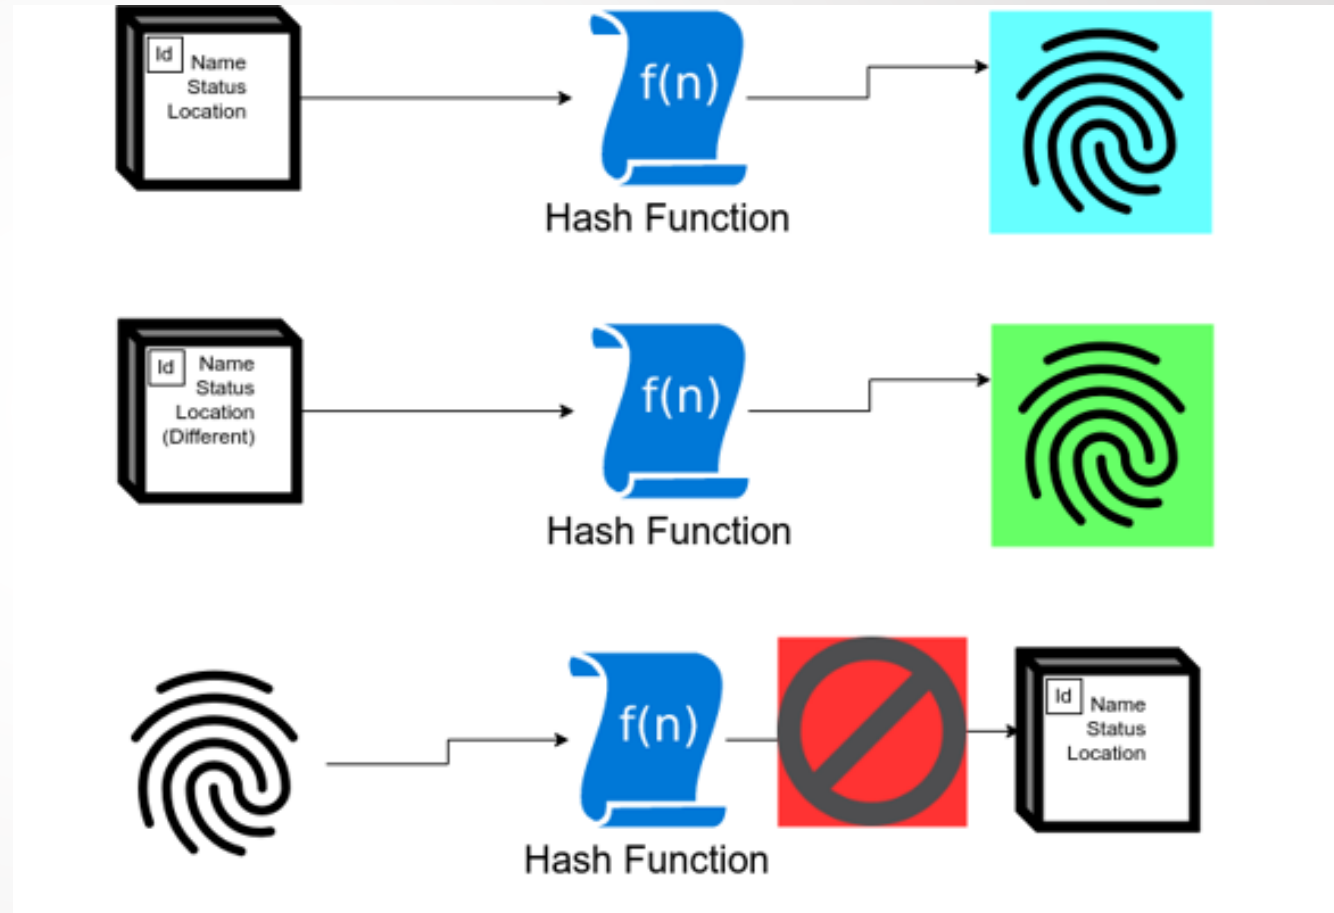 Id
Name
Status
Location
f(n)
Hash Function
Id
Name
Status
Location
(Different)
f(n)
Hash Function
f(n)
Hash Function
Id
Name
Status
Location